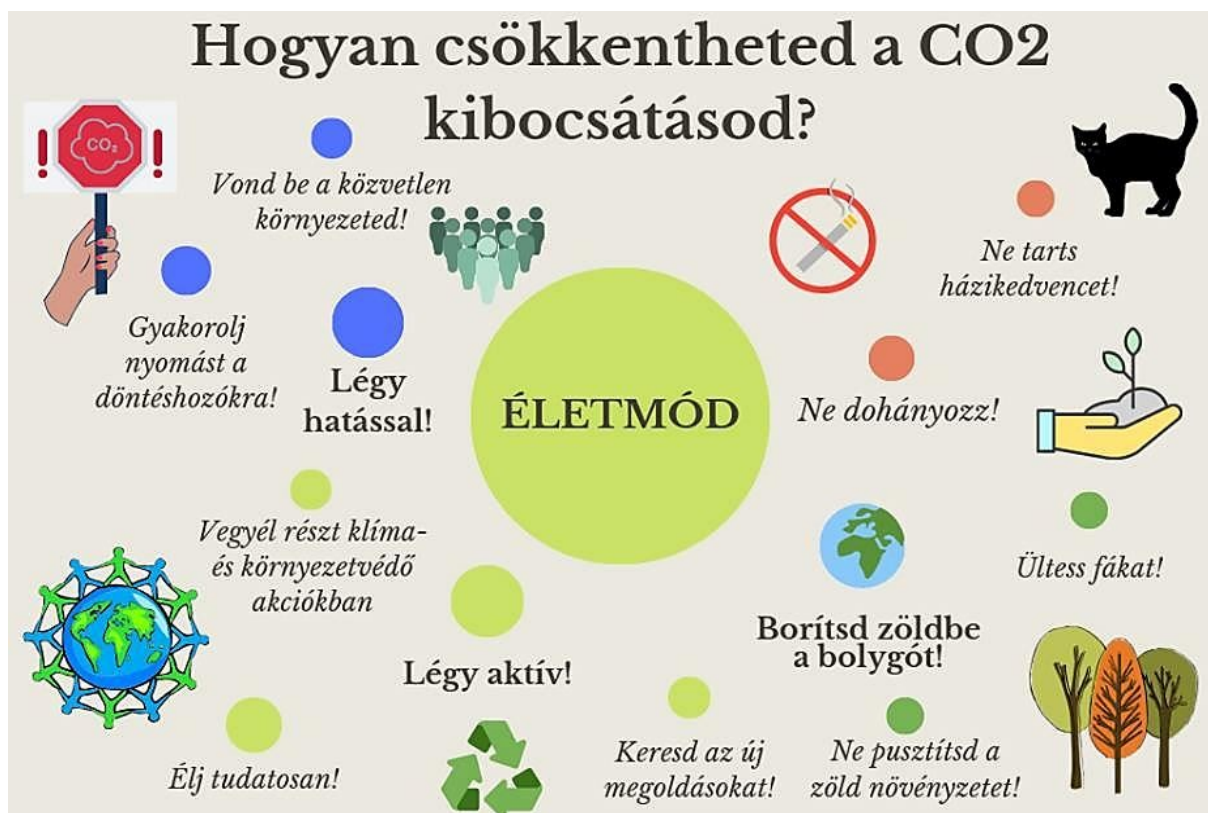 Hogyan csökkentheted a CO2
kibocsátásod?
CO2
Vond be a közvetlen
környezeted!
Gyakorolj
nyomást a
döntéshozókra!
Légy
hatással!
ÉLETMÓD
Ne tarts
házikedvencet!
Ne dohányozz!
Vegyél részt klíma-
és környezetvédő
akciókban
Légy aktív!
Élj tudatosan!
Keresd az új
megoldásokat!
Borítsd zöldbe
a bolygót!
Ültess fákat!
Ne pusztítsd a
zöld növényzetet!